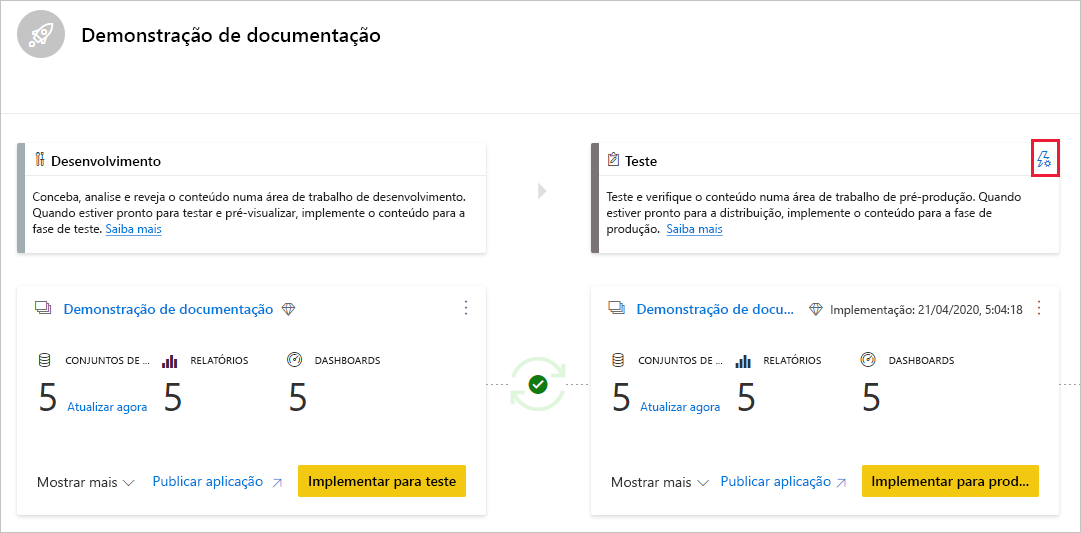 Demonstração de documentação
Desenvolvimento
Conceba, analise e reveja o conteúdo numa área de trabalho de desenvolvimento.
Quando estiver pronto para testar e pré-visualizar, implemente o conteúdo para a
fase de teste. Saiba mais
Teste
Teste e verifique o conteúdo numa área de trabalho de pré-produção. Quando
estiver pronto para a distribuição, implemente o conteúdo para a fase de
produção. Saiba mais
Demonstração de documentação
CONJUNTOS DE ... RELATÓRIOS DASHBOARDS
5 Atualizar agora 5 5
Mostrar mais Publicar aplicação Implementar para teste
Demonstração de docu... Implementação: 21/04/2020, 5:04:18
CONJUNTOS DE ... RELATÓRIOS DASHBOARDS
5 Atualizar agora 5 5
Mostrar mais Publicar aplicação Implementar para prod...